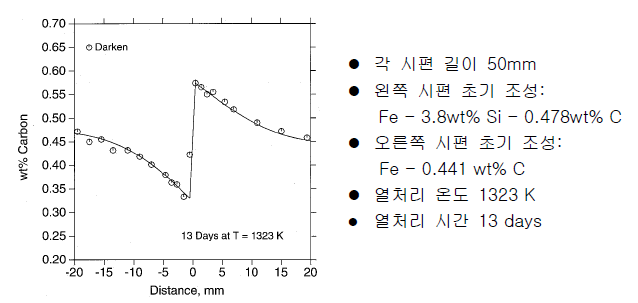 0.70
0.65
0.60
0.55
0.50
0.45
0.40
0.35
0.30
0.25
0.20
wt% Carbon
Darken
13 Days at T = 1323 K
-20 -15 -10 -5 0 5 10 15 20
Distance, mm
● 각 시편 길이 50mm
● 왼쪽 시편 초기 조성:
Fe - 3.8wt% Si - 0.478wt% C
● 오른쪽 시편 초기 조성:
Fe - 0.441 wt% C
● 열처리 온도 1323 K
● 열처리 시간 13 days